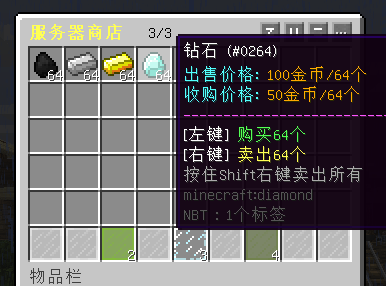 服务器商店 3/3
64 64 64 64
钻石 (#0264)
出售价格: 100金币/64个
收购价格: 50金币/64个
[左键] 购买64个
[右键] 卖出64个
按住Shift右键卖出所有
minecraft:diamond
NBT : 1个标签
2 3 4
物品栏